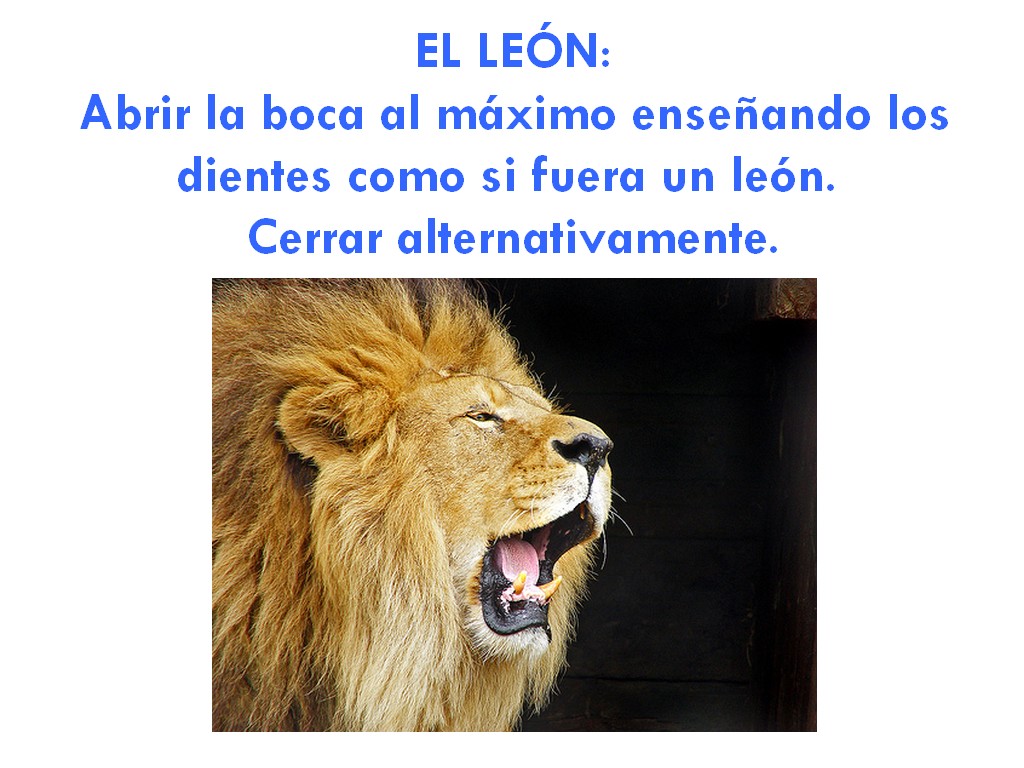 EL LEÓN:
Abrir la boca al máximo enseñando los
dientes como si fuera un león.
Cerrar alternativamente.